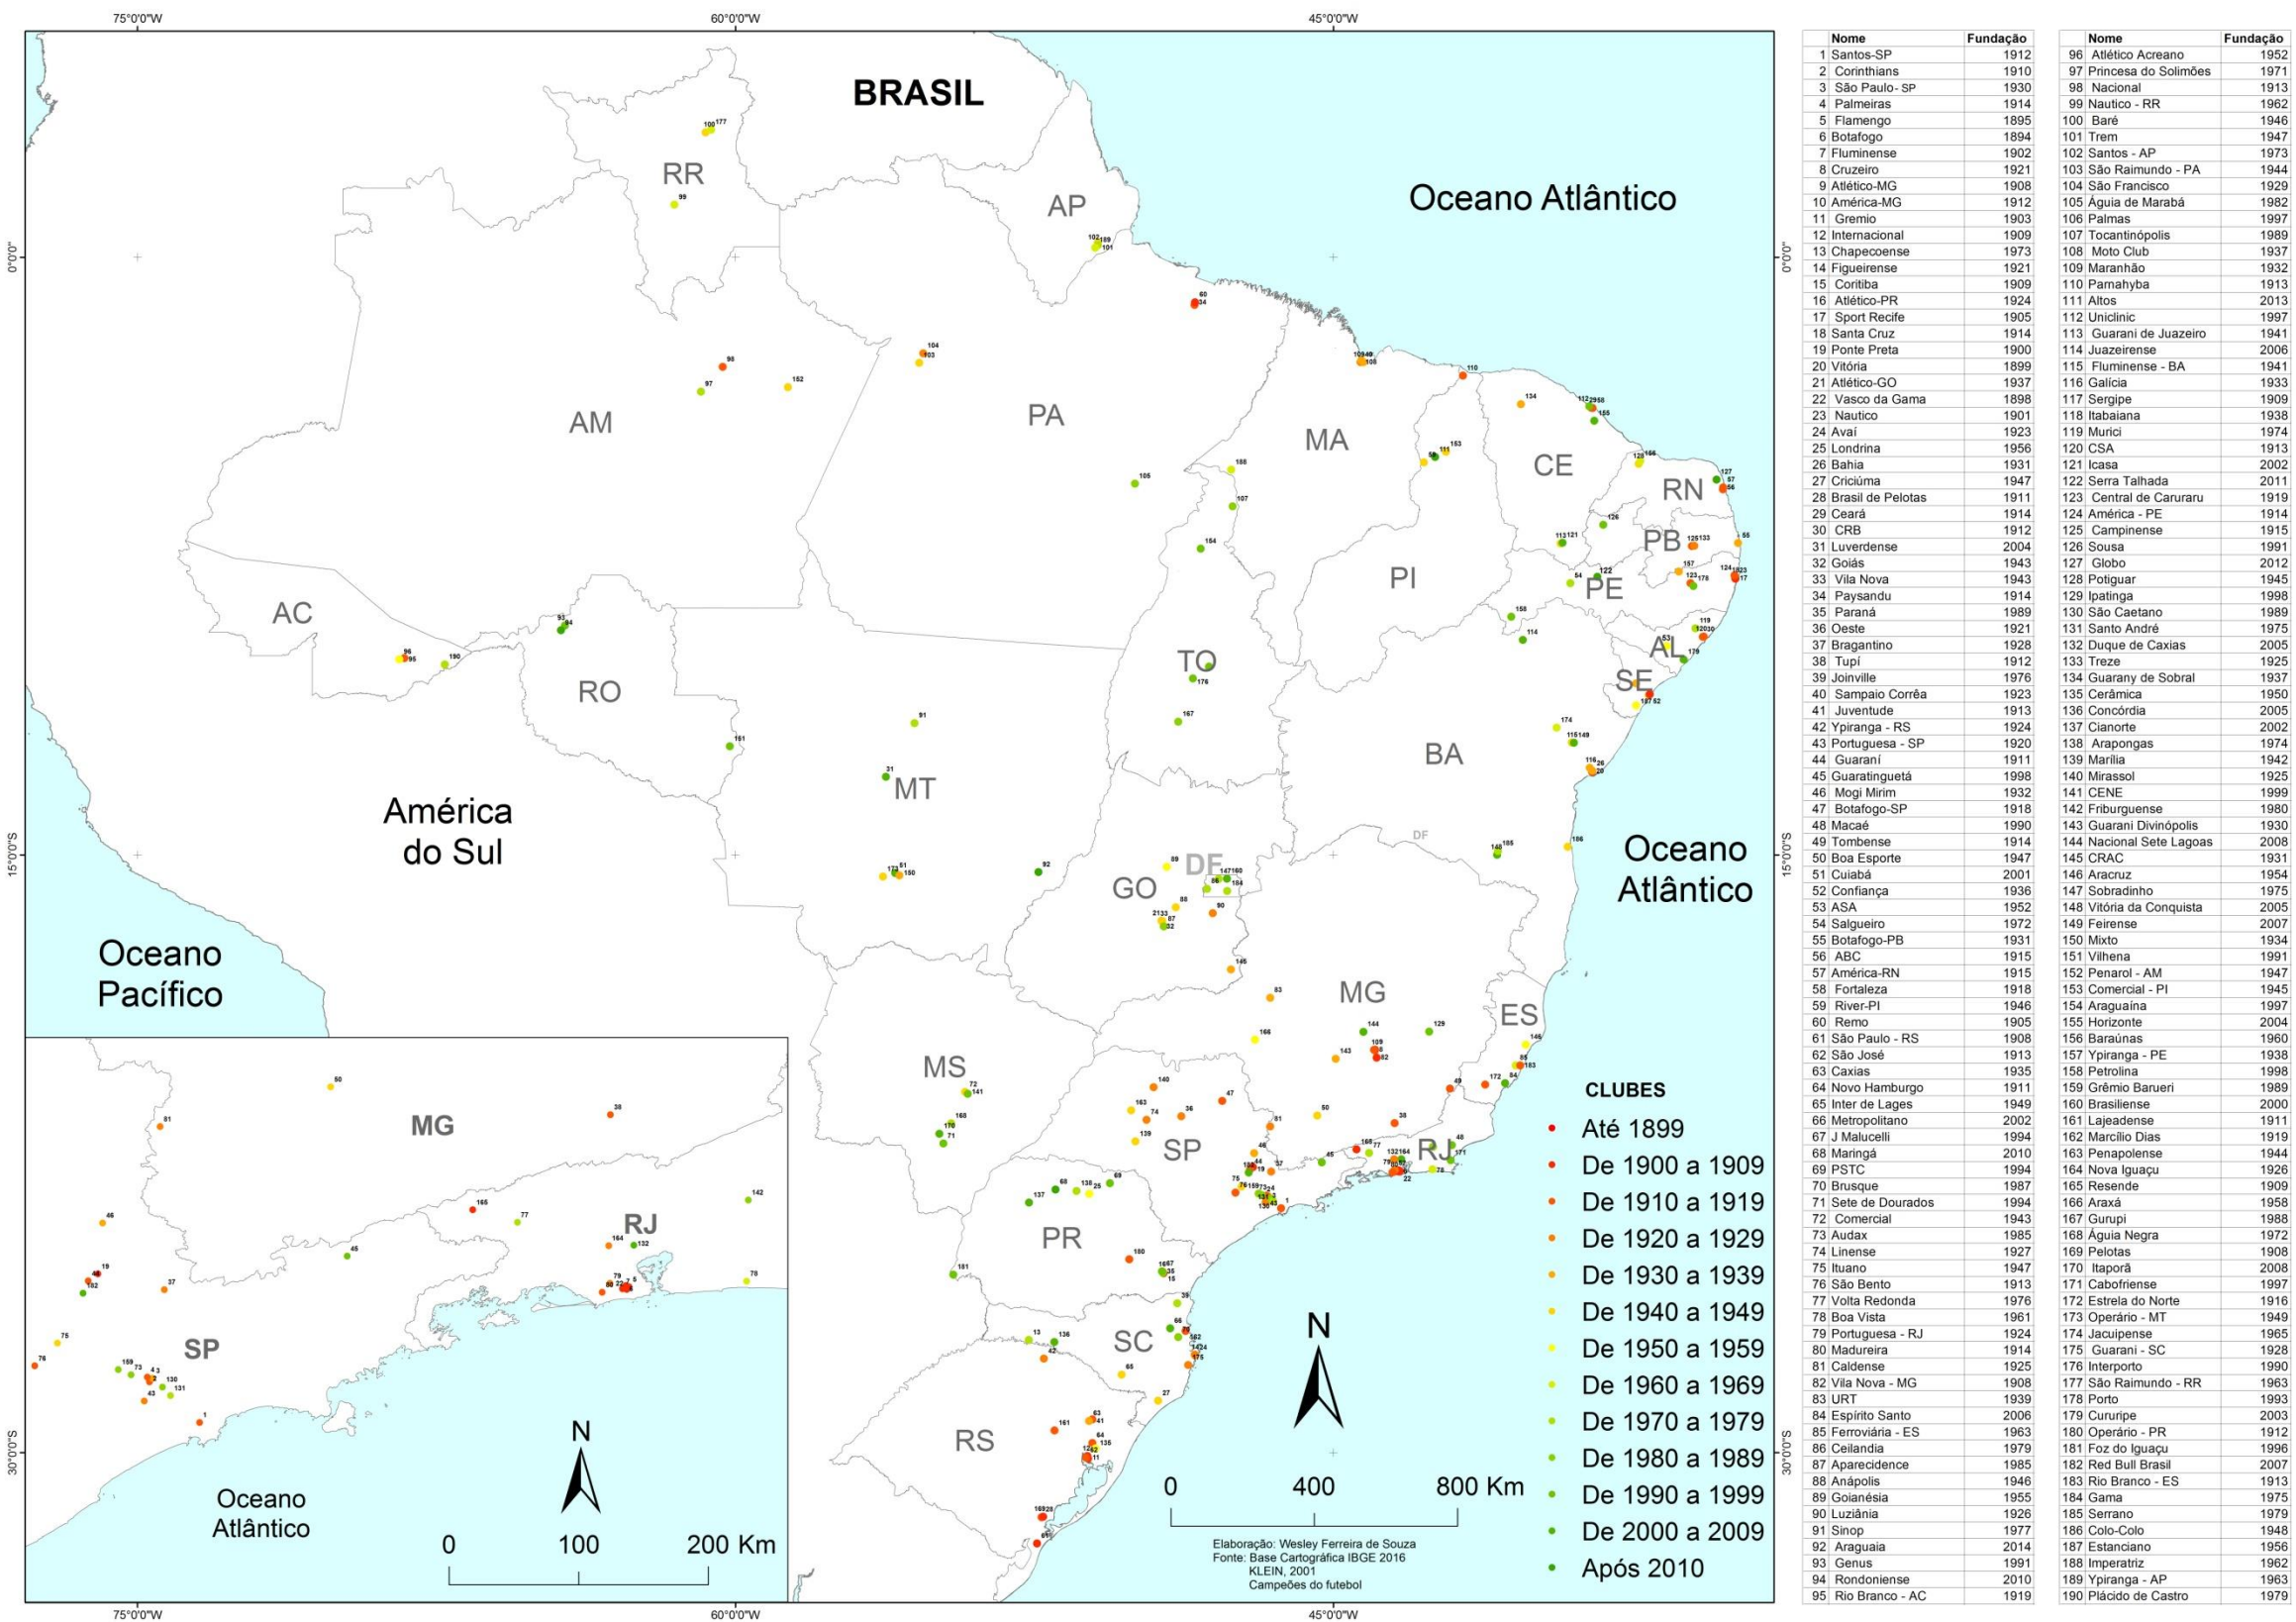 75°0'0"W 60°0'0"W 45°0'0"W
BRASIL
Oceano Atlântico
RR
AP
AM
PA
MA
CE
RN
PB
PI
PE
AC
AL
TO
SE
RO
BA
MT
América
do Sul
DF
Oceano
Atlântico
DF
GO
Oceano
Pacífico
MG
ES
MS
SP
RJ
PR
SC
RS
CLUBES
Até 1899
De 1900 a 1909
De 1910 a 1919
De 1920 a 1929
De 1930 a 1939
De 1940 a 1949
De 1950 a 1959
De 1960 a 1969
De 1970 a 1979
De 1980 a 1989
De 1990 a 1999
De 2000 a 2009
Após 2010
N
0 400 800 Km
Elaboração: Wesley Ferreira de Souza
Fonte: Base Cartográfica IBGE 2016
KLEIN, 2001
Campeões do futebol
MG
RJ
SP
N
Oceano
Atlântico
0 100 200 Km
0°0'0"
15°0'0"S
30°0'0"S
0°0'0"
15°0'0"S
30°0'0"S
75°0'0"W 60°0'0"W 45°0'0"W
Nome Fundação
1 Santos-SP 1912
2 Corinthians 1910
3 São Paulo- SP 1930
4 Palmeiras 1914
5 Flamengo 1895
6 Botafogo 1894
7 Fluminense 1902
8 Cruzeiro 1921
9 Atlético-MG 1908
10 América-MG 1912
11 Gremio 1903
12 Internacional 1909
13 Chapecoense 1973
14 Figueirense 1921
15 Coritiba 1909
16 Atlético-PR 1924
17 Sport Recife 1905
18 Santa Cruz 1914
19 Ponte Preta 1900
20 Vitória 1899
21 Atlético-GO 1937
22 Vasco da Gama 1898
23 Nautico 1901
24 Avaí 1923
25 Londrina 1956
26 Bahia 1931
27 Criciúma 1947
28 Brasil de Pelotas 1911
29 Ceará 1914
30 CRB 1912
31 Luverdense 2004
32 Goiás 1943
33 Vila Nova 1943
34 Paysandu 1914
35 Paraná 1989
36 Oeste 1921
37 Bragantino 1928
38 Tupí 1912
39 Joinville 1976
40 Sampaio Corrêa 1923
41 Juventude 1913
42 Ypiranga - RS 1924
43 Portuguesa - SP 1920
44 Guaraní 1911
45 Guaratinguetá 1998
46 Mogi Mirim 1932
47 Botafogo-SP 1918
48 Macaé 1990
49 Tombense 1914
50 Boa Esporte 1947
51 Cuiabá 2001
52 Confiança 1936
53 ASA 1952
54 Salgueiro 1972
55 Botafogo-PB 1931
56 ABC 1915
57 América-RN 1915
58 Fortaleza 1918
59 River-PI 1946
60 Remo 1905
61 São Paulo - RS 1908
62 São José 1913
63 Caxias 1935
64 Novo Hamburgo 1911
65 Inter de Lages 1949
66 Metropolitano 2002
67 J Malucelli 1994
68 Maringá 2010
69 PSTC 1994
70 Brusque 1987
71 Sete de Dourados 1994
72 Comercial 1943
73 Audax 1985
74 Linense 1927
75 Ituano 1947
76 São Bento 1913
77 Volta Redonda 1976
78 Boa Vista 1961
79 Portuguesa - RJ 1924
80 Madureira 1914
81 Caldense 1925
82 Vila Nova - MG 1908
83 URT 1939
84 Espírito Santo 2006
85 Ferroviária - ES 1963
86 Ceilandia 1979
87 Aparecidence 1985
88 Anápolis 1946
89 Goianésia 1955
90 Luziânia 1926
91 Sinop 1977
92 Araguaia 2014
93 Genus 1991
94 Rondoniense 2010
95 Rio Branco - AC 1919
Nome Fundação
96 Atlético Acreano 1952
97 Princesa do Solimões 1971
98 Nacional 1913
99 Nautico - RR 1962
100 Baré 1946
101 Trem 1947
102 Santos - AP 1973
103 São Raimundo - PA 1944
104 São Francisco 1929
105 Águia de Marabá 1982
106 Palmas 1997
107 Tocantinópolis 1989
108 Moto Club 1937
109 Maranhão 1932
110 Parnahyba 1913
111 Altos 2013
112 Uniclinic 1997
113 Guarani de Juazeiro 1941
114 Juazeirense 2006
115 Fluminense - BA 1941
116 Galícia 1933
117 Sergipe 1909
118 Itabaiana 1938
119 Murici 1974
120 CSA 1913
121 Icasa 2002
122 Serra Talhada 2011
123 Central de Caruraru 1919
124 América - PE 1914
125 Campinense 1915
126 Sousa 1991
127 Globo 2012
128 Potiguar 1945
129 Ipatinga 1998
130 São Caetano 1989
131 Santo André 1975
132 Duque de Caxias 2005
133 Treze 1925
134 Guarany de Sobral 1937
135 Cerâmica 1950
136 Concórdia 2005
137 Cianorte 2002
138 Arapongas 1974
139 Marília 1942
140 Mirassol 1925
141 CENE 1999
142 Friburguense 1980
143 Guarani Divinópolis 1930
144 Nacional Sete Lagoas 2008
145 CRAC 1931
146 Aracruz 1954
147 Sobradinho 1975
148 Vitória da Conquista 2005
149 Feirense 2007
150 Mixto 1934
151 Vilhena 1991
152 Penarol - AM 1947
153 Comercial - PI 1945
154 Araguaína 1997
155 Horizonte 2004
156 Baraúnas 1960
157 Ypiranga - PE 1938
158 Petrolina 1998
159 Grêmio Barueri 1989
160 Brasiliense 2000
161 Lajeadense 1911
162 Marcílio Dias 1919
163 Penapolense 1944
164 Nova Iguaçu 1926
165 Resende 1909
166 Araxá 1958
167 Gurupi 1988
168 Águia Negra 1972
169 Pelotas 1908
170 Itaporã 2008
171 Cabofriense 1997
172 Estrela do Norte 1916
173 Operário - MT 1949
174 Jacuipense 1965
175 Guarani - SC 1928
176 Interporto 1990
177 São Raimundo - RR 1963
178 Porto 1993
179 Cururipe 2003
180 Operário - PR 1912
181 Foz do Iguaçu 1996
182 Red Bull Brasil 2007
183 Rio Branco - ES 1913
184 Gama 1975
185 Serrano 1979
186 Colo-Colo 1948
187 Estanciano 1956
188 Imperatriz 1962
189 Ypiranga - AP 1963
190 Plácido de Castro 1979